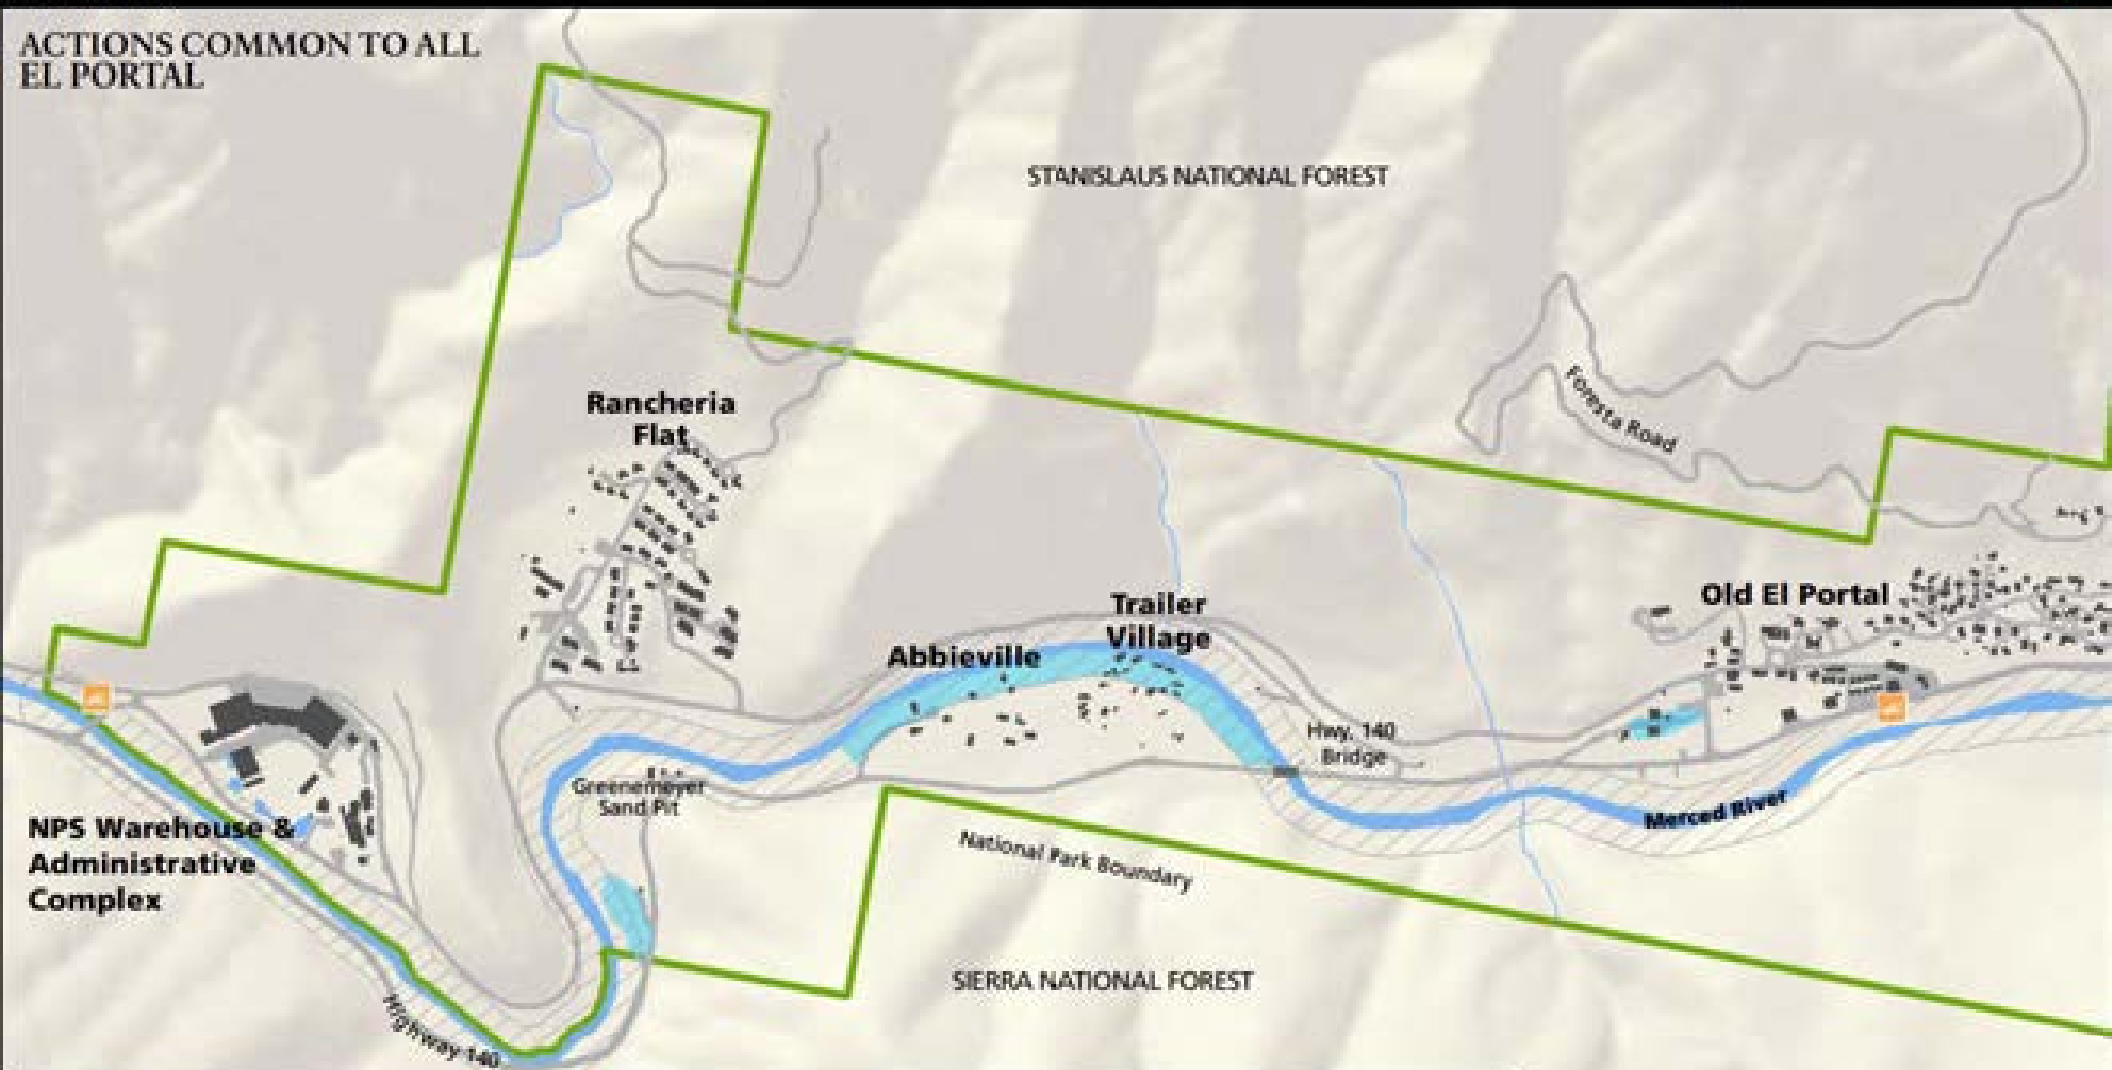 ACTIONS COMMON TO ALL
EL PORTAL
STANISLAUS NATIONAL FOREST
Rancheria
Flat
Foresta Road
Trailer
Village
Old El Portal
Abbieville
Hwy. 140
Bridge
Greenemeyer
Sand Pit
Merced River
NPS Warehouse &
Administrative
Complex
National Park Boundary
SIERRA NATIONAL FOREST
Highway 140